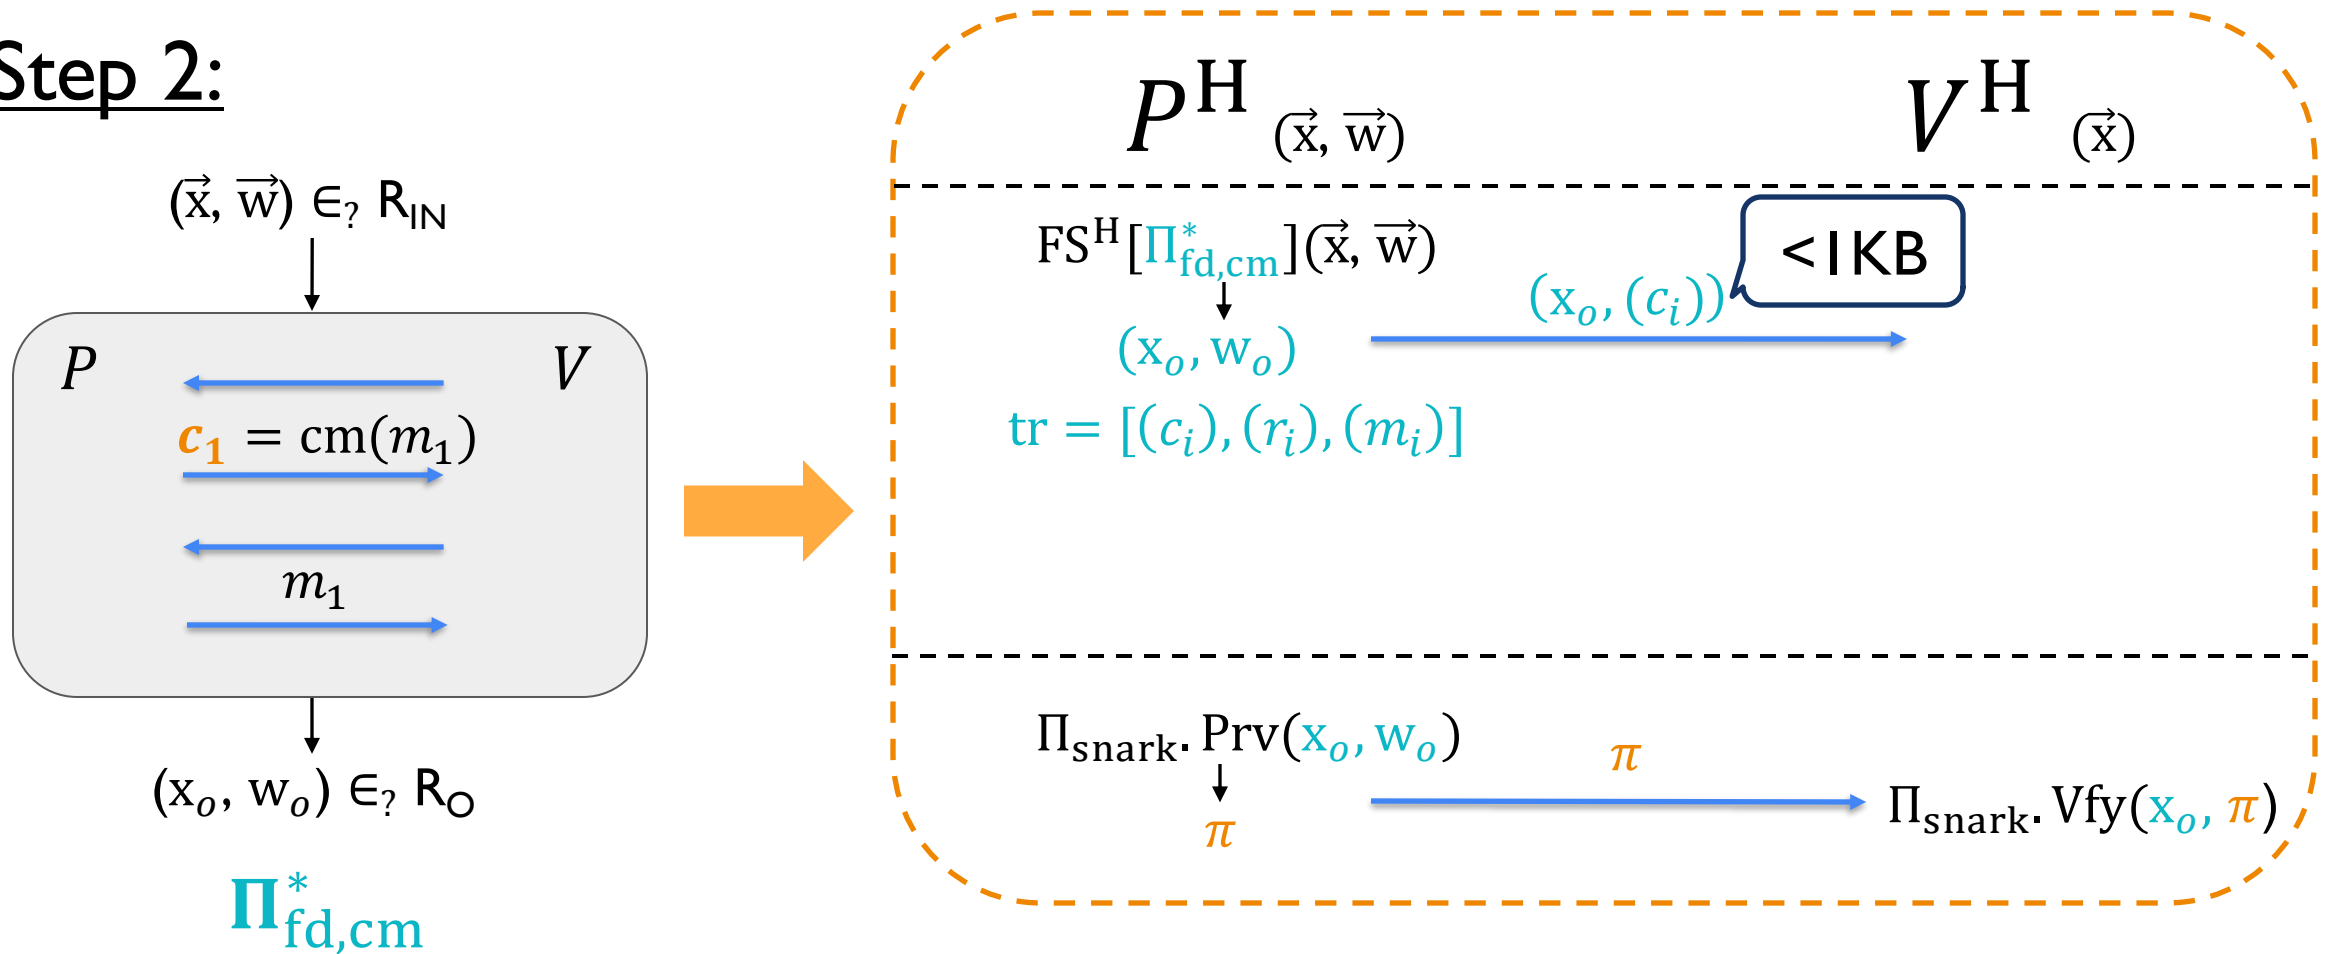 Step 2:
(x⃗, w⃗) ∈? R_IN
P V
c₁ = cm(m₁)
m₁
(x_o, w_o) ∈? R_O
Π*_fd,cm
P^H (x⃗, w⃗) V^H (x⃗)
FS^H[Π*_fd,cm](x⃗, w⃗)
<1KB
(x_o, (c_i))
(x_o, w_o)
tr = [(c_i), (r_i), (m_i)]
Π_snark. Prv(x_o, w_o)
π
π
Π_snark. Vfy(x_o, π)